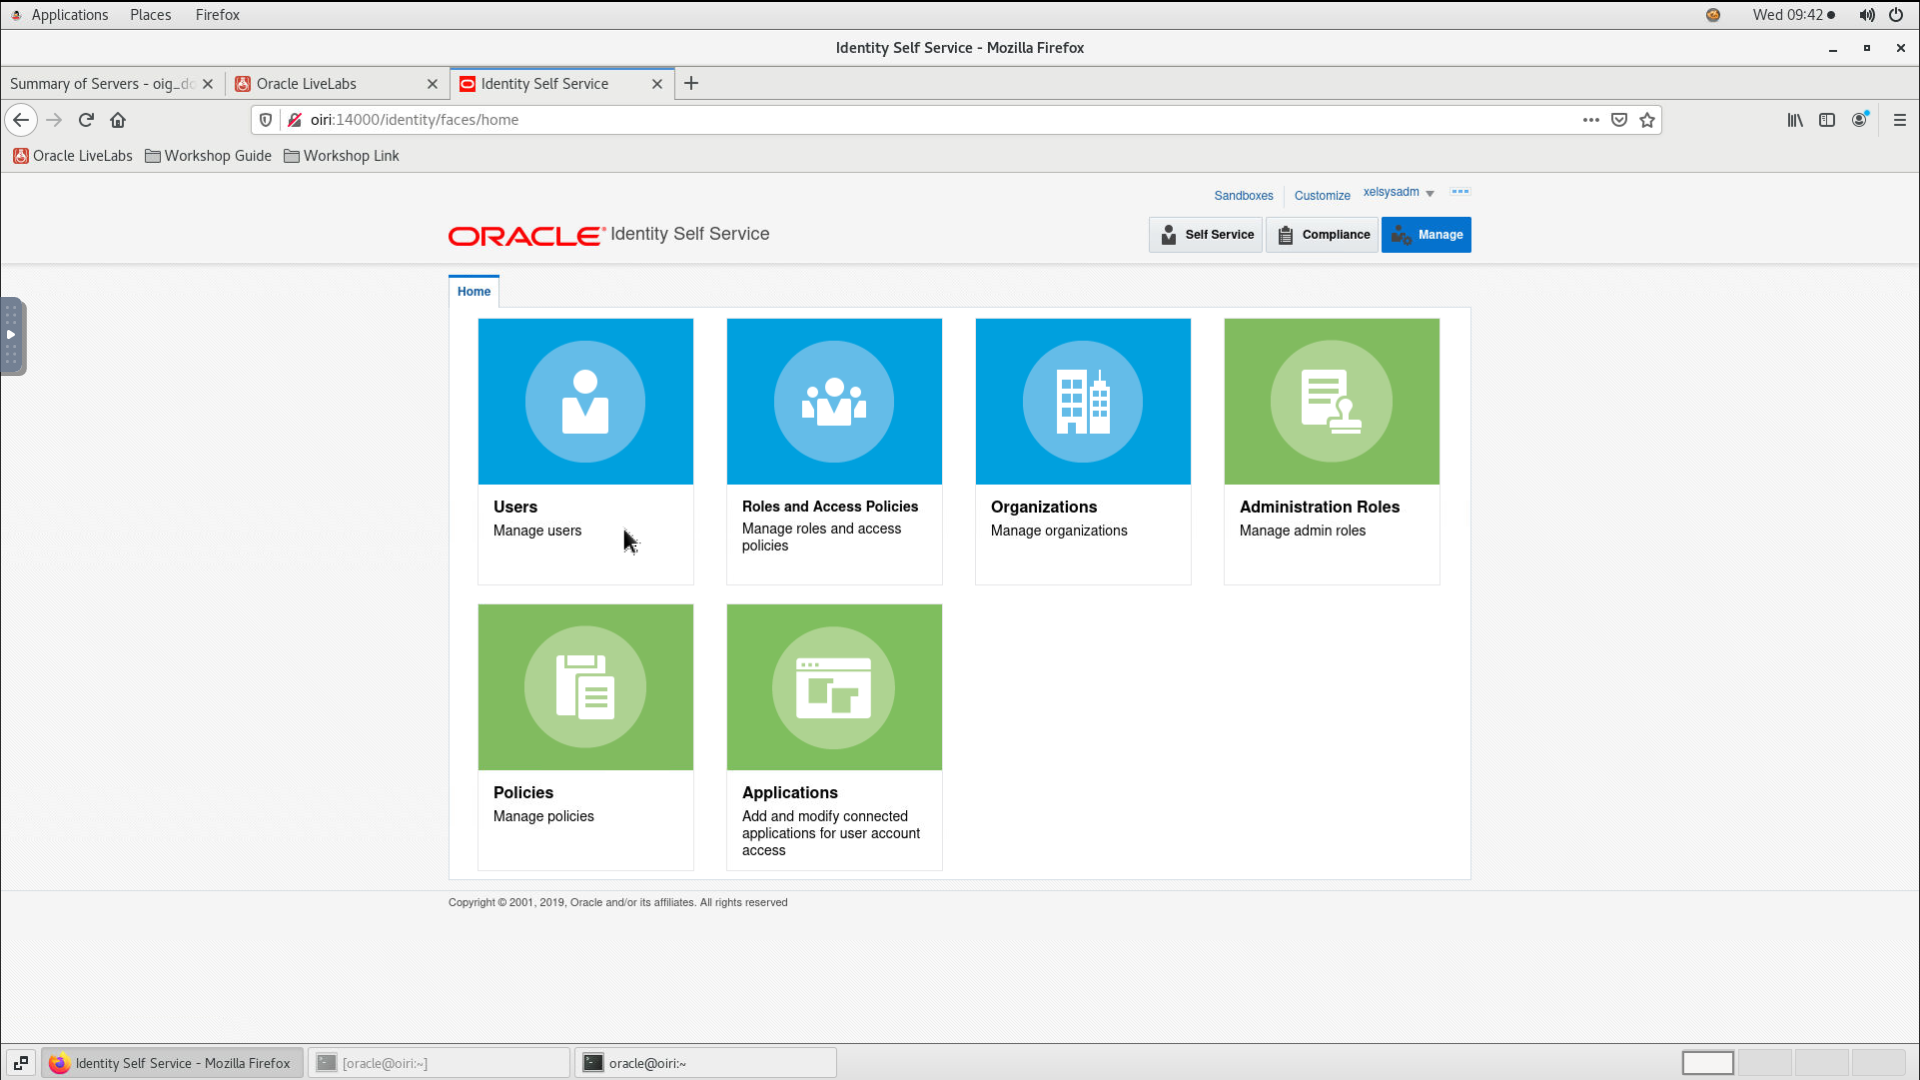 Applications Places Firefox Wed 09:42
Identity Self Service - Mozilla Firefox
Summary of Servers - oig_do Oracle LiveLabs Identity Self Service
oiri:14000/identity/faces/home
Oracle LiveLabs Workshop Guide Workshop Link
Sandboxes Customize xelsysadm
ORACLE Identity Self Service Self Service Compliance Manage
Home
Users
Manage users
Roles and Access Policies
Manage roles and access
policies
Organizations
Manage organizations
Administration Roles
Manage admin roles
Policies
Manage policies
Applications
Add and modify connected
applications for user account
access
Copyright © 2001, 2019, Oracle and/or its affiliates. All rights reserved
Identity Self Service - Mozilla Firefox [oracle@oiri:~] oracle@oiri:~